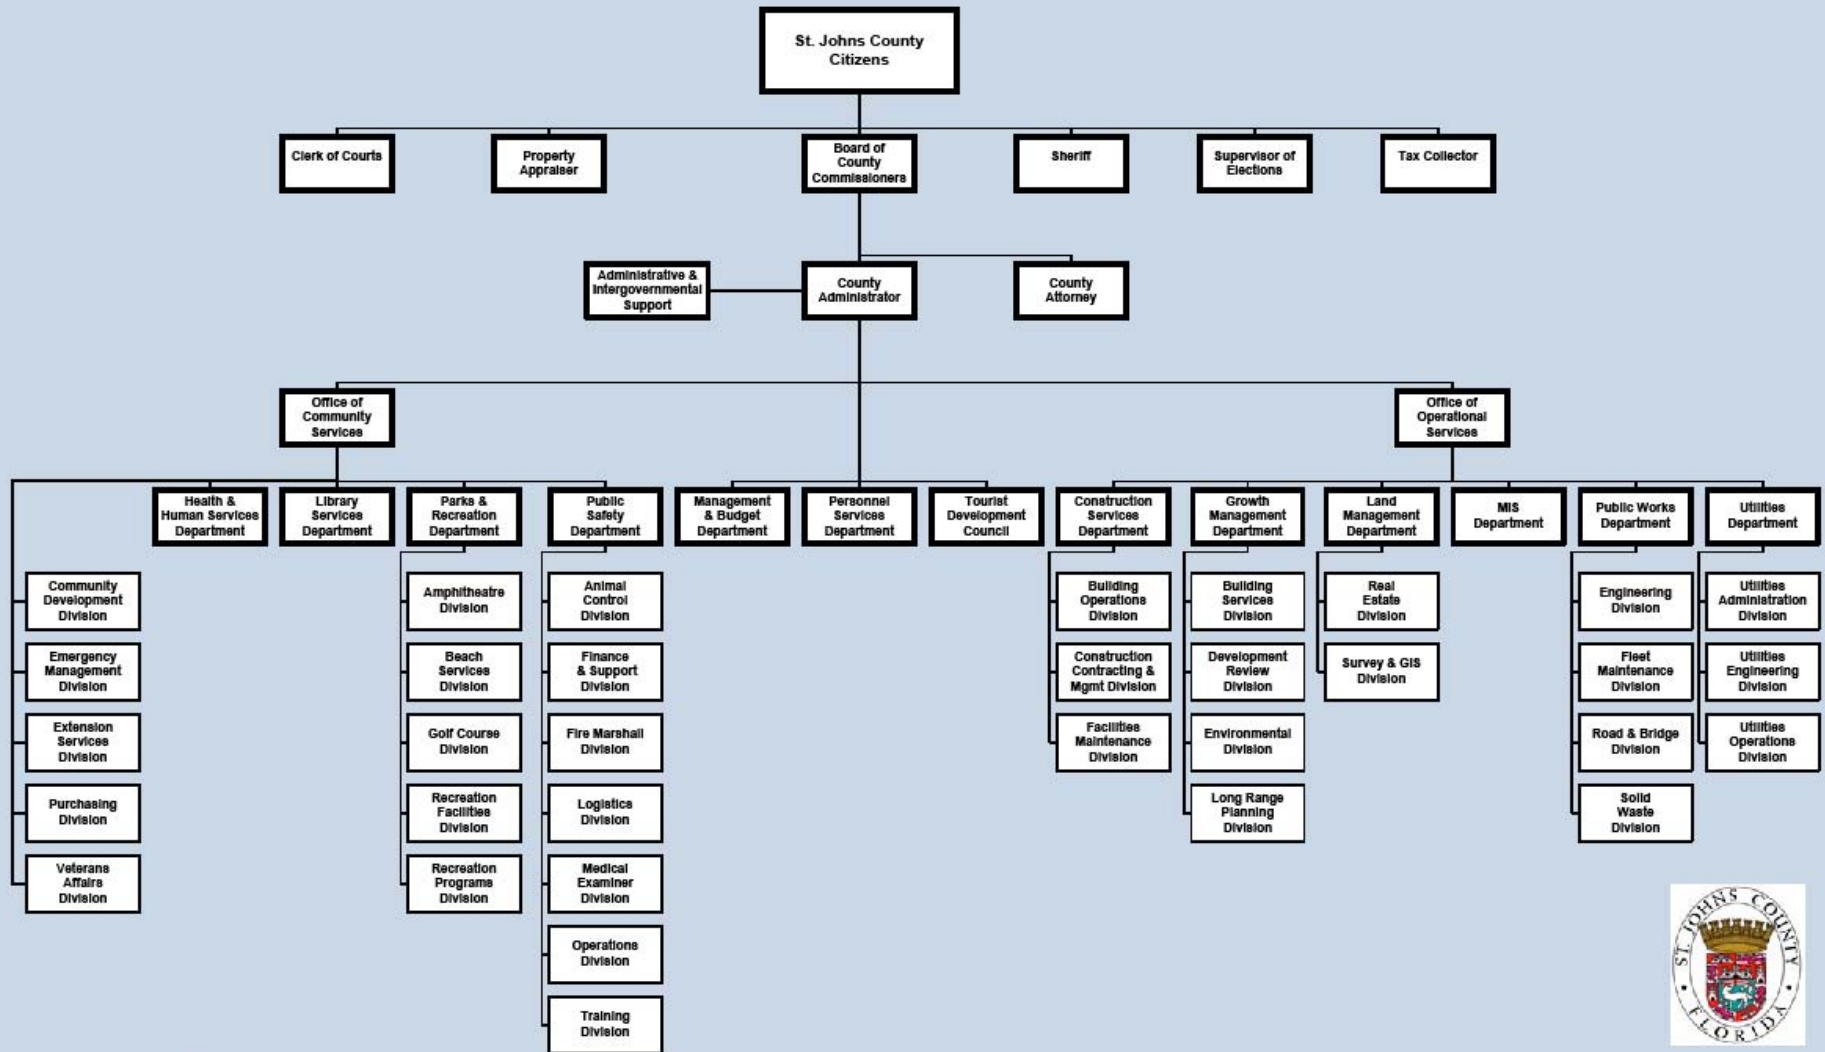 St. Johns County
Citizens
Clerk of Courts
Property
Appraiser
Board of
County
Commissioners
Sheriff
Supervisor of
Elections
Tax Collector
Administrative &
Intergovernmental
Support
County
Administrator
County
Attorney
Office of
Community
Services
Office of
Operational
Services
Health &
Human Services
Department
Library
Services
Department
Parks &
Recreation
Department
Public
Safety
Department
Management
& Budget
Department
Personnel
Services
Department
Tourist
Development
Council
Construction
Services
Department
Growth
Management
Department
Land
Management
Department
MIS
Department
Public Works
Department
Utilities
Department
Community
Development
Division
Emergency
Management
Division
Extension
Services
Division
Purchasing
Division
Veterans
Affairs
Division
Amphitheatre
Division
Beach
Services
Division
Golf Course
Division
Recreation
Facilities
Division
Recreation
Programs
Division
Animal
Control
Division
Finance
& Support
Division
Fire Marshall
Division
Logistics
Division
Medical
Examiner
Division
Operations
Division
Training
Division
Building
Operations
Division
Construction
Contracting &
Mgmt Division
Facilities
Maintenance
Division
Building
Services
Division
Development
Review
Division
Environmental
Division
Long Range
Planning
Division
Real
Estate
Division
Survey & GIS
Division
Engineering
Division
Fleet
Maintenance
Division
Road & Bridge
Division
Solid
Waste
Division
Utilities
Administration
Division
Utilities
Engineering
Division
Utilities
Operations
Division
ST. JOHNS COUNTY
FLORIDA